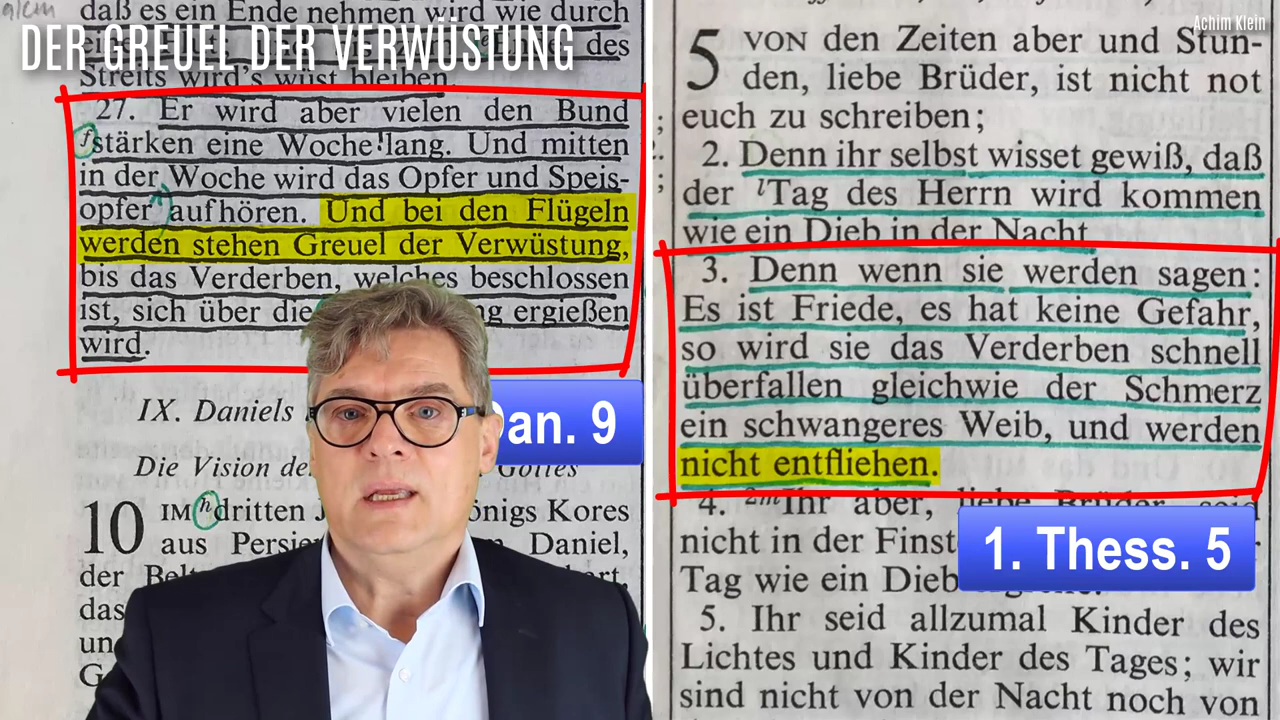 DER GREUEL DER VERWÜSTUNG
Achim Klein
daß es ein Ende nehmen wird wie durch
des
Streits wird's wüst bleiben.
27. Er wird aber vielen den Bund
f stärken eine Woche lang. Und mitten
in der Woche wird das Opfer und Speis-
opfer aufhören. Und bei den Flügeln
werden stehen Greuel der Verwüstung,
bis das Verderben, welches beschlossen
ist, sich über die ng ergießen
wird.
IX. Daniels
Die Vision de Gottes
10 IM h dritten J önigs Kores
aus Persie Daniel,
der Belt
das
un
G
an. 9
5 VON den Zeiten aber und Stun-
den, liebe Brüder, ist nicht not
euch zu schreiben;
2. Denn ihr selbst wisset gewiß, daß
der l Tag des Herrn wird kommen
wie ein Dieb in der Nacht
3. Denn wenn sie werden sagen:
Es ist Friede, es hat keine Gefahr,
so wird sie das Verderben schnell
überfallen gleichwie der Schmerz
ein schwangeres Weib, und werden
nicht entfliehen.
4. Ihr aber, liebe Brüder, seid
nicht in der Finst
Tag wie ein Dieb
5. Ihr seid allzumal Kinder des
Lichtes und Kinder des Tages; wir
sind nicht von der Nacht noch von
1. Thess. 5